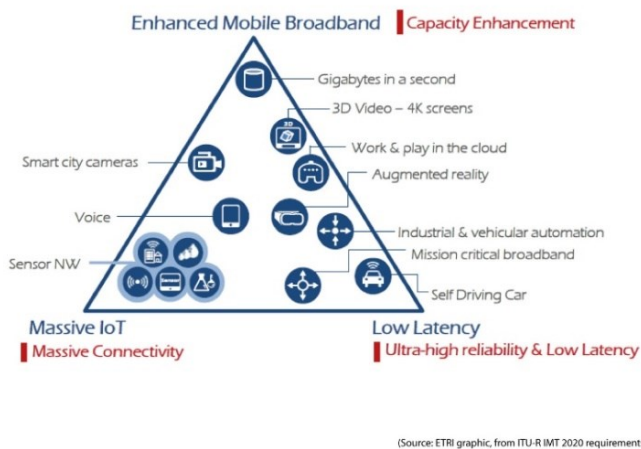 Enhanced Mobile Broadband
Capacity Enhancement
Gigabytes in a second
3D Video – 4K screens
3D
Smart city cameras
Work & play in the cloud
Augmented reality
Voice
Industrial & vehicular automation
Mission critical broadband
Sensor NW
Self Driving Car
Massive IoT
Low Latency
Massive Connectivity
Ultra-high reliability & Low Latency
(Source: ETRI graphic, from ITU-R IMT 2020 requirement